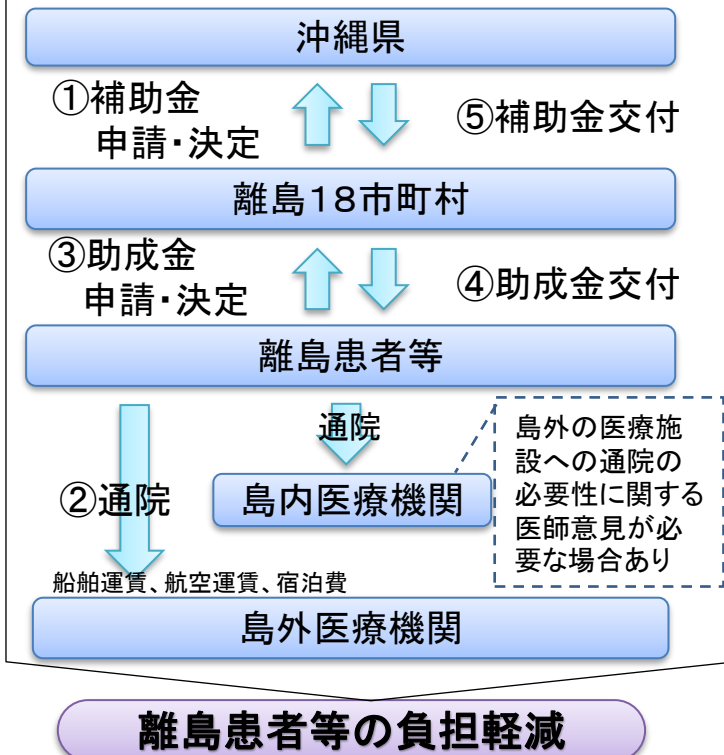 沖縄県
①補助金
申請・決定
⑤補助金交付
離島18市町村
③助成金
申請・決定
④助成金交付
離島患者等
通院
②通院
島内医療機関
島外の医療施
設への通院の
必要性に関する
医師意見が必
要な場合あり
船舶運賃、航空運賃、宿泊費
島外医療機関
離島患者等の負担軽減